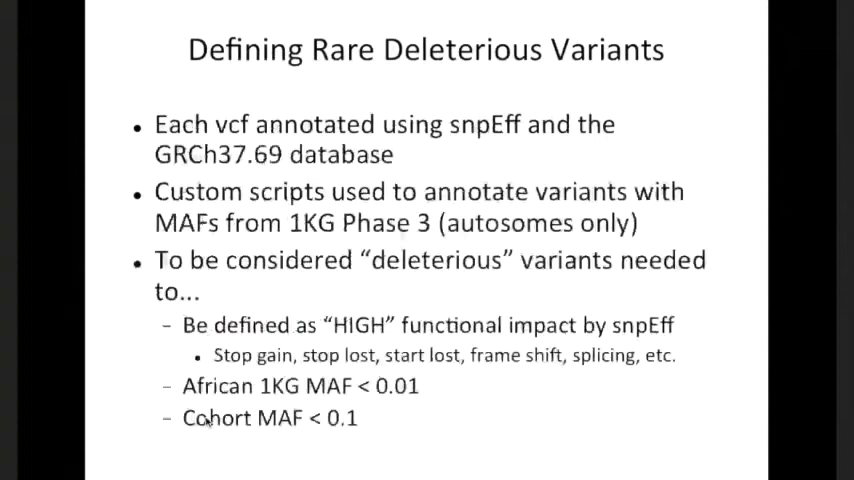 Defining Rare Deleterious Variants
• Each vcf annotated using snpEff and the
GRCh37.69 database
• Custom scripts used to annotate variants with
MAFs from 1KG Phase 3 (autosomes only)
• To be considered “deleterious” variants needed
to...
– Be defined as “HIGH” functional impact by snpEff
• Stop gain, stop lost, start lost, frame shift, splicing, etc.
– African 1KG MAF < 0.01
– Cohort MAF < 0.1